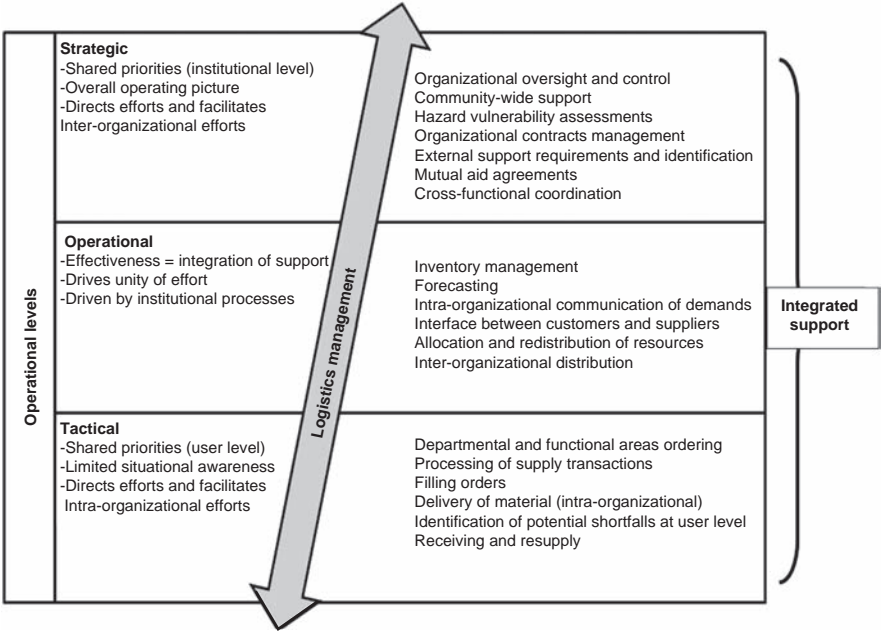 Operational levels
Strategic
-Shared priorities (institutional level)
-Overall operating picture
-Directs efforts and facilitates
Inter-organizational efforts
Organizational oversight and control
Community-wide support
Hazard vulnerability assessments
Organizational contracts management
External support requirements and identification
Mutual aid agreements
Cross-functional coordination
Operational
-Effectiveness = integration of support
-Drives unity of effort
-Driven by institutional processes
Inventory management
Forecasting
Intra-organizational communication of demands
Interface between customers and suppliers
Allocation and redistribution of resources
Inter-organizational distribution
Tactical
-Shared priorities (user level)
-Limited situational awareness
-Directs efforts and facilitates
Intra-organizational efforts
Departmental and functional areas ordering
Processing of supply transactions
Filling orders
Delivery of material (intra-organizational)
Identification of potential shortfalls at user level
Receiving and resupply
Logistics management
Integrated
support